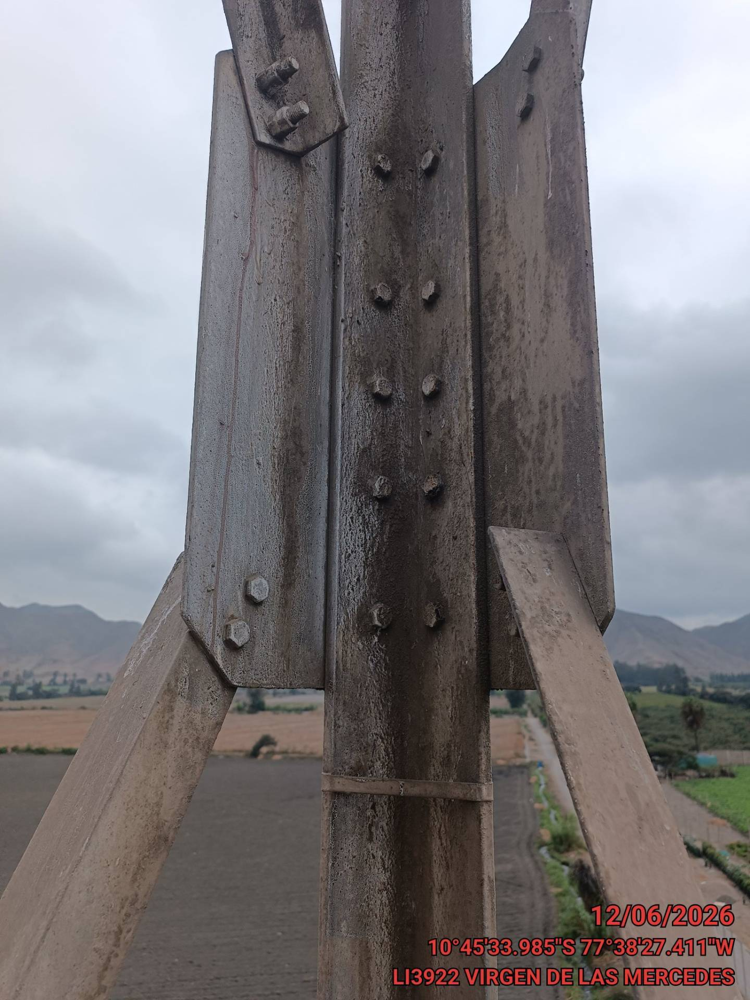 12/06/2026
10°45'33.985"S 77°38'27.411"W
LI3922 VIRGEN DE LAS MERCEDES